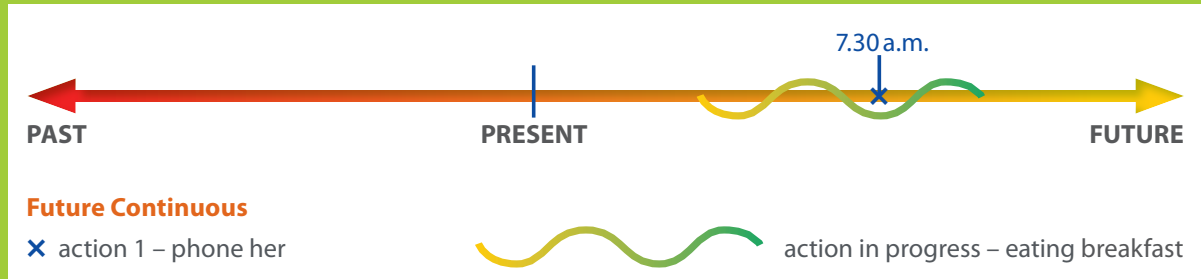 7.30 a.m.
PAST PRESENT FUTURE
Future Continuous
× action 1 – phone her action in progress – eating breakfast